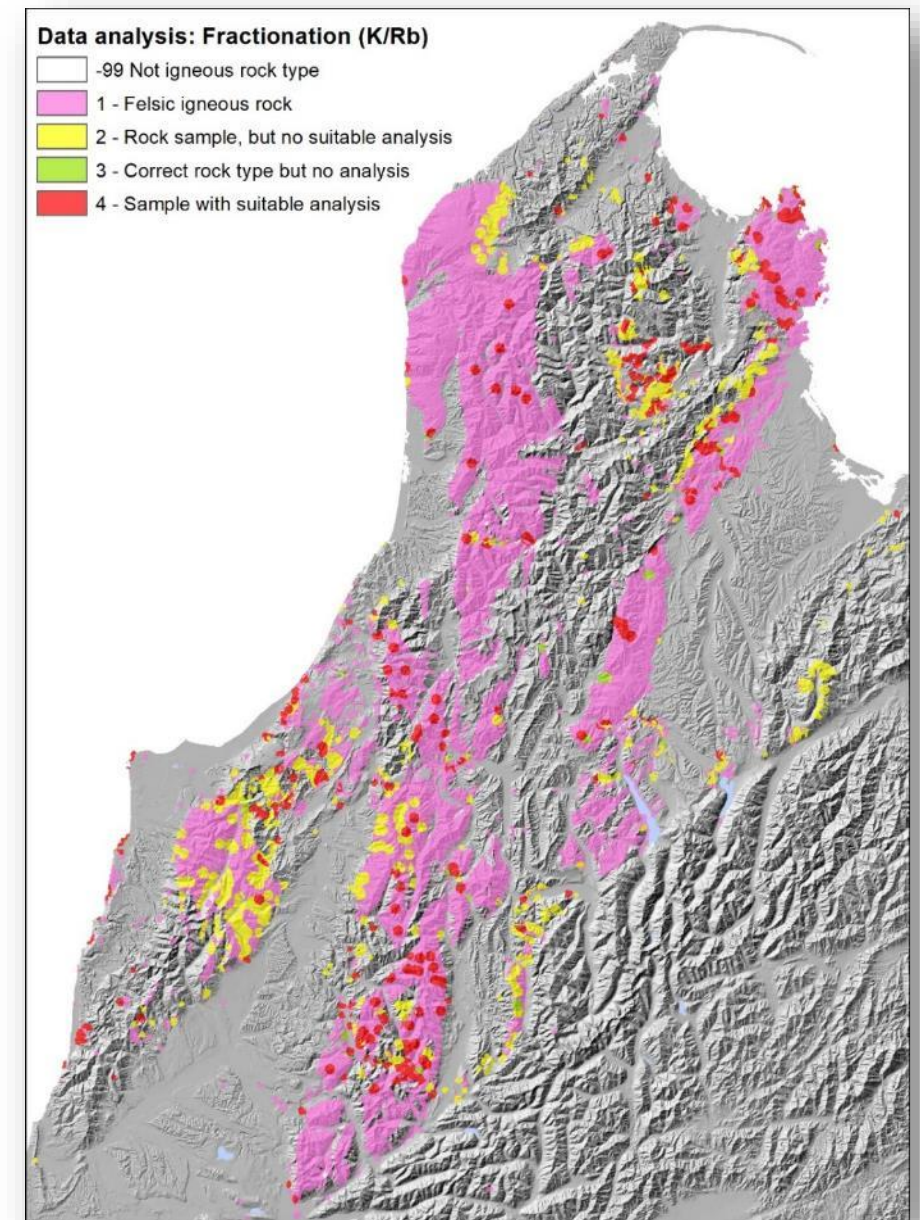 Data analysis: Fractionation (K/Rb)
-99 Not igneous rock type
1 - Felsic igneous rock
2 - Rock sample, but no suitable analysis
3 - Correct rock type but no analysis
4 - Sample with suitable analysis